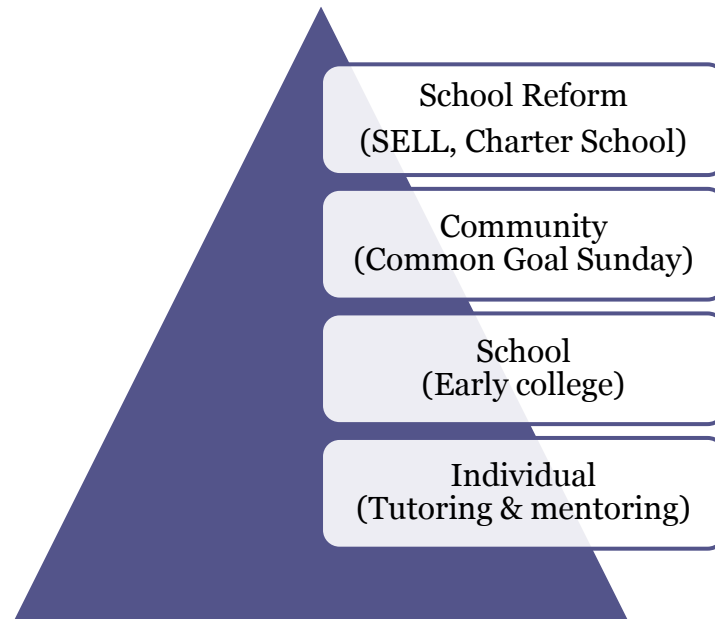 School Reform
(SELL, Charter School)
Community
(Common Goal Sunday)
School
(Early college)
Individual
(Tutoring & mentoring)